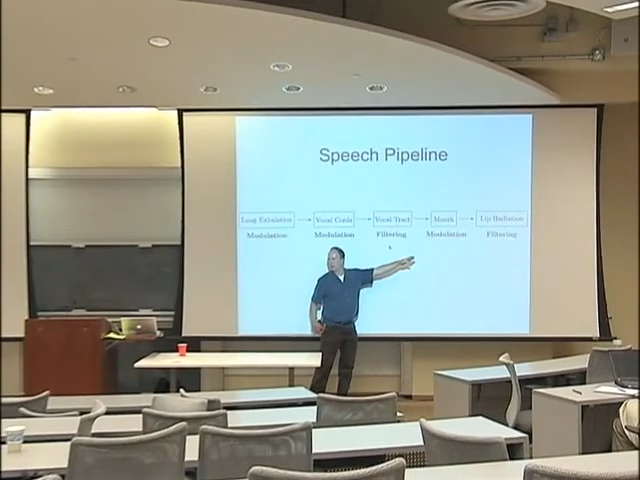 Speech Pipeline
Lung Exhalation Vocal Cords Vocal Tract Mouth Lip Radiation
Modulation Modulation Filtering Modulation Filtering